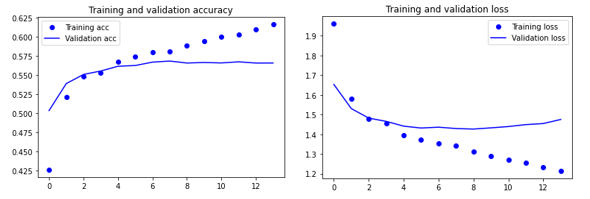 Training and validation accuracy
0.625
0.600
0.575
0.550
0.525
0.500
0.475
0.450
0.425
Training acc
Validation acc
0 2 4 6 8 10 12
Training and validation loss
1.9
1.8
1.7
1.6
1.5
1.4
1.3
1.2
Training loss
Validation loss
0 2 4 6 8 10 12